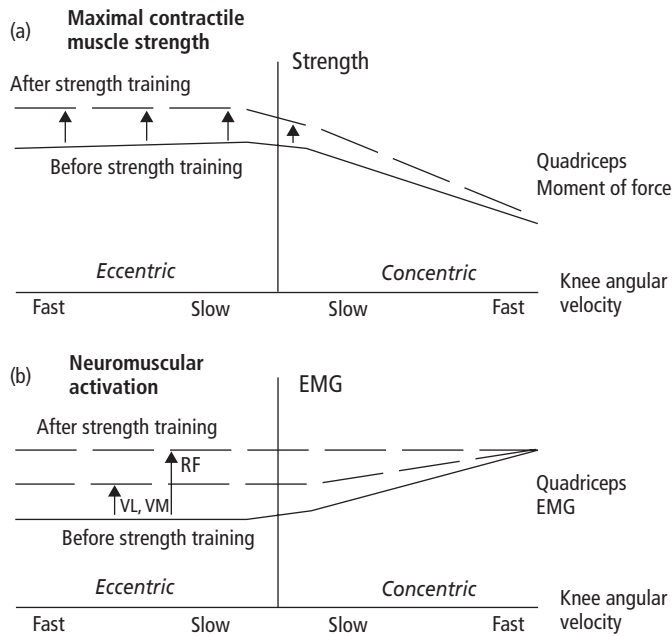 (a)
Maximal contractile
muscle strength
Strength
After strength training
Before strength training
Quadriceps
Moment of force
Eccentric
Concentric
Fast
Slow
Slow
Fast
Knee angular
velocity
(b)
Neuromuscular
activation
EMG
After strength training
RF
VL, VM
Before strength training
Quadriceps
EMG
Eccentric
Concentric
Fast
Slow
Slow
Fast
Knee angular
velocity